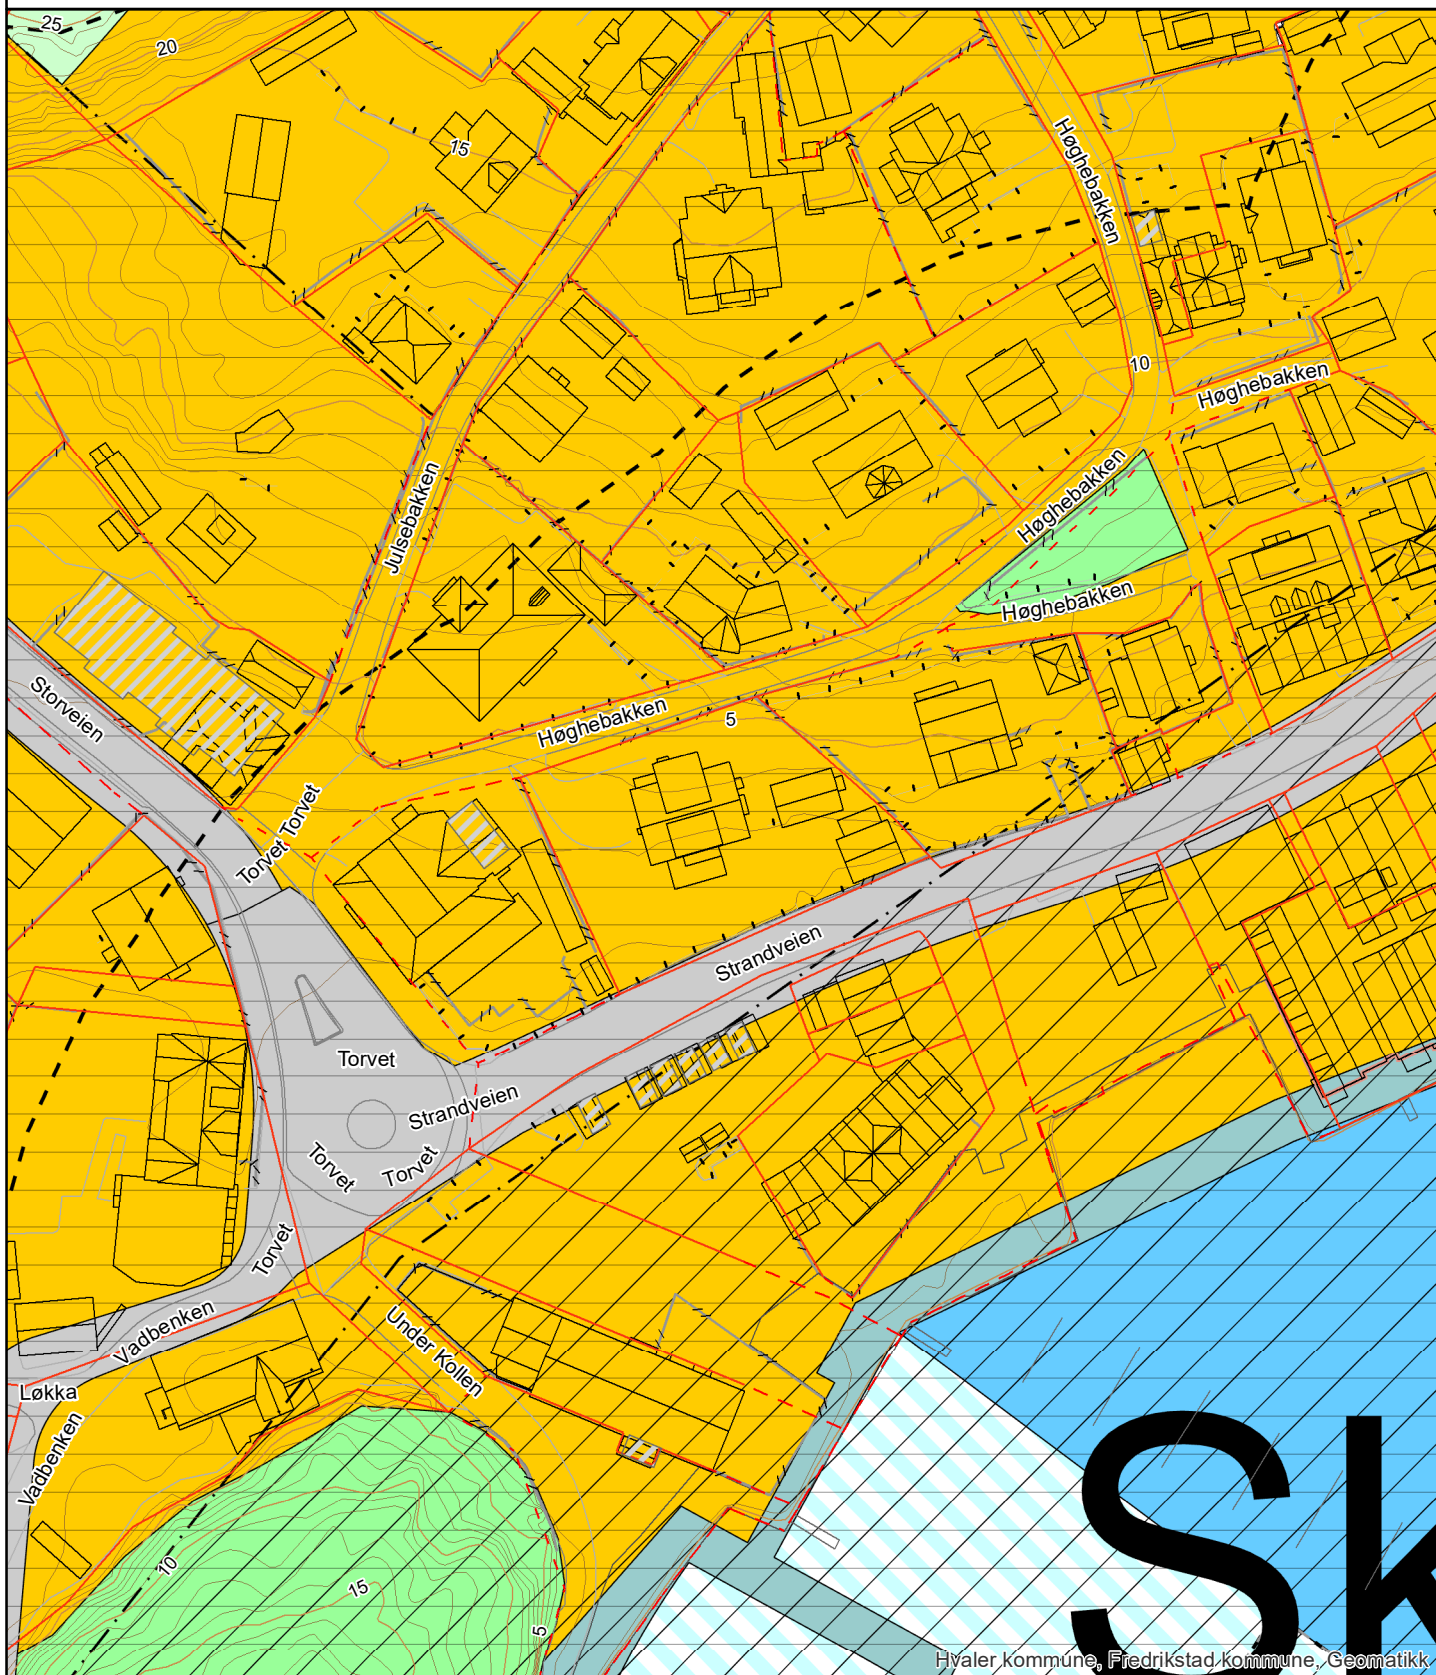 25
20
15
Høghebakken
10
Høghebakken
Julsebakken
Høghebakken
Høghebakken
Storveien
Høghebakken
5
Torvet
Torvet
Strandveien
Torvet
Strandveien
Torvet
Torvet
Torvet
Vadbenken
Under Kollen
Løkka
Vadbenken
10
15
5
Sk
Hvaler kommune, Fredrikstad kommune, Geomatikk